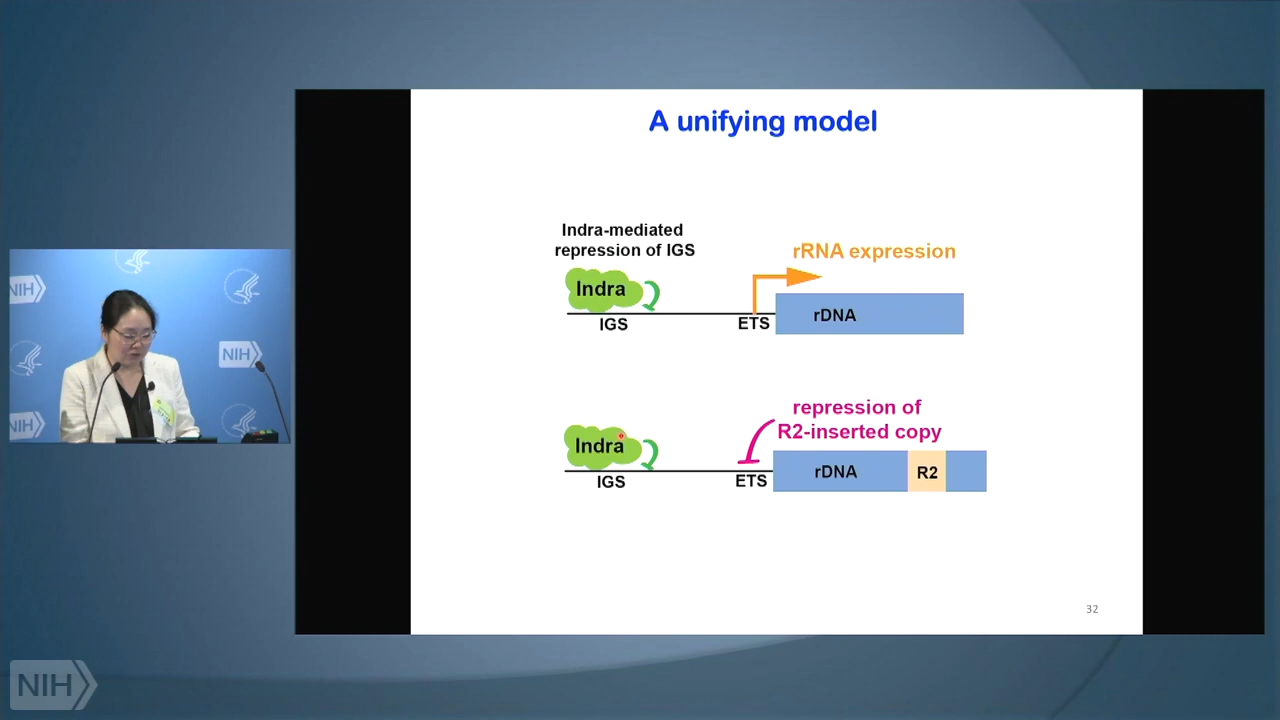 A unifying model
Indra-mediated
repression of IGS
rRNA expression
Indra
rDNA
IGS
ETS
repression of
R2-inserted copy
Indra
rDNA
R2
IGS
ETS
32
NIH
NIH
NIH
NIH